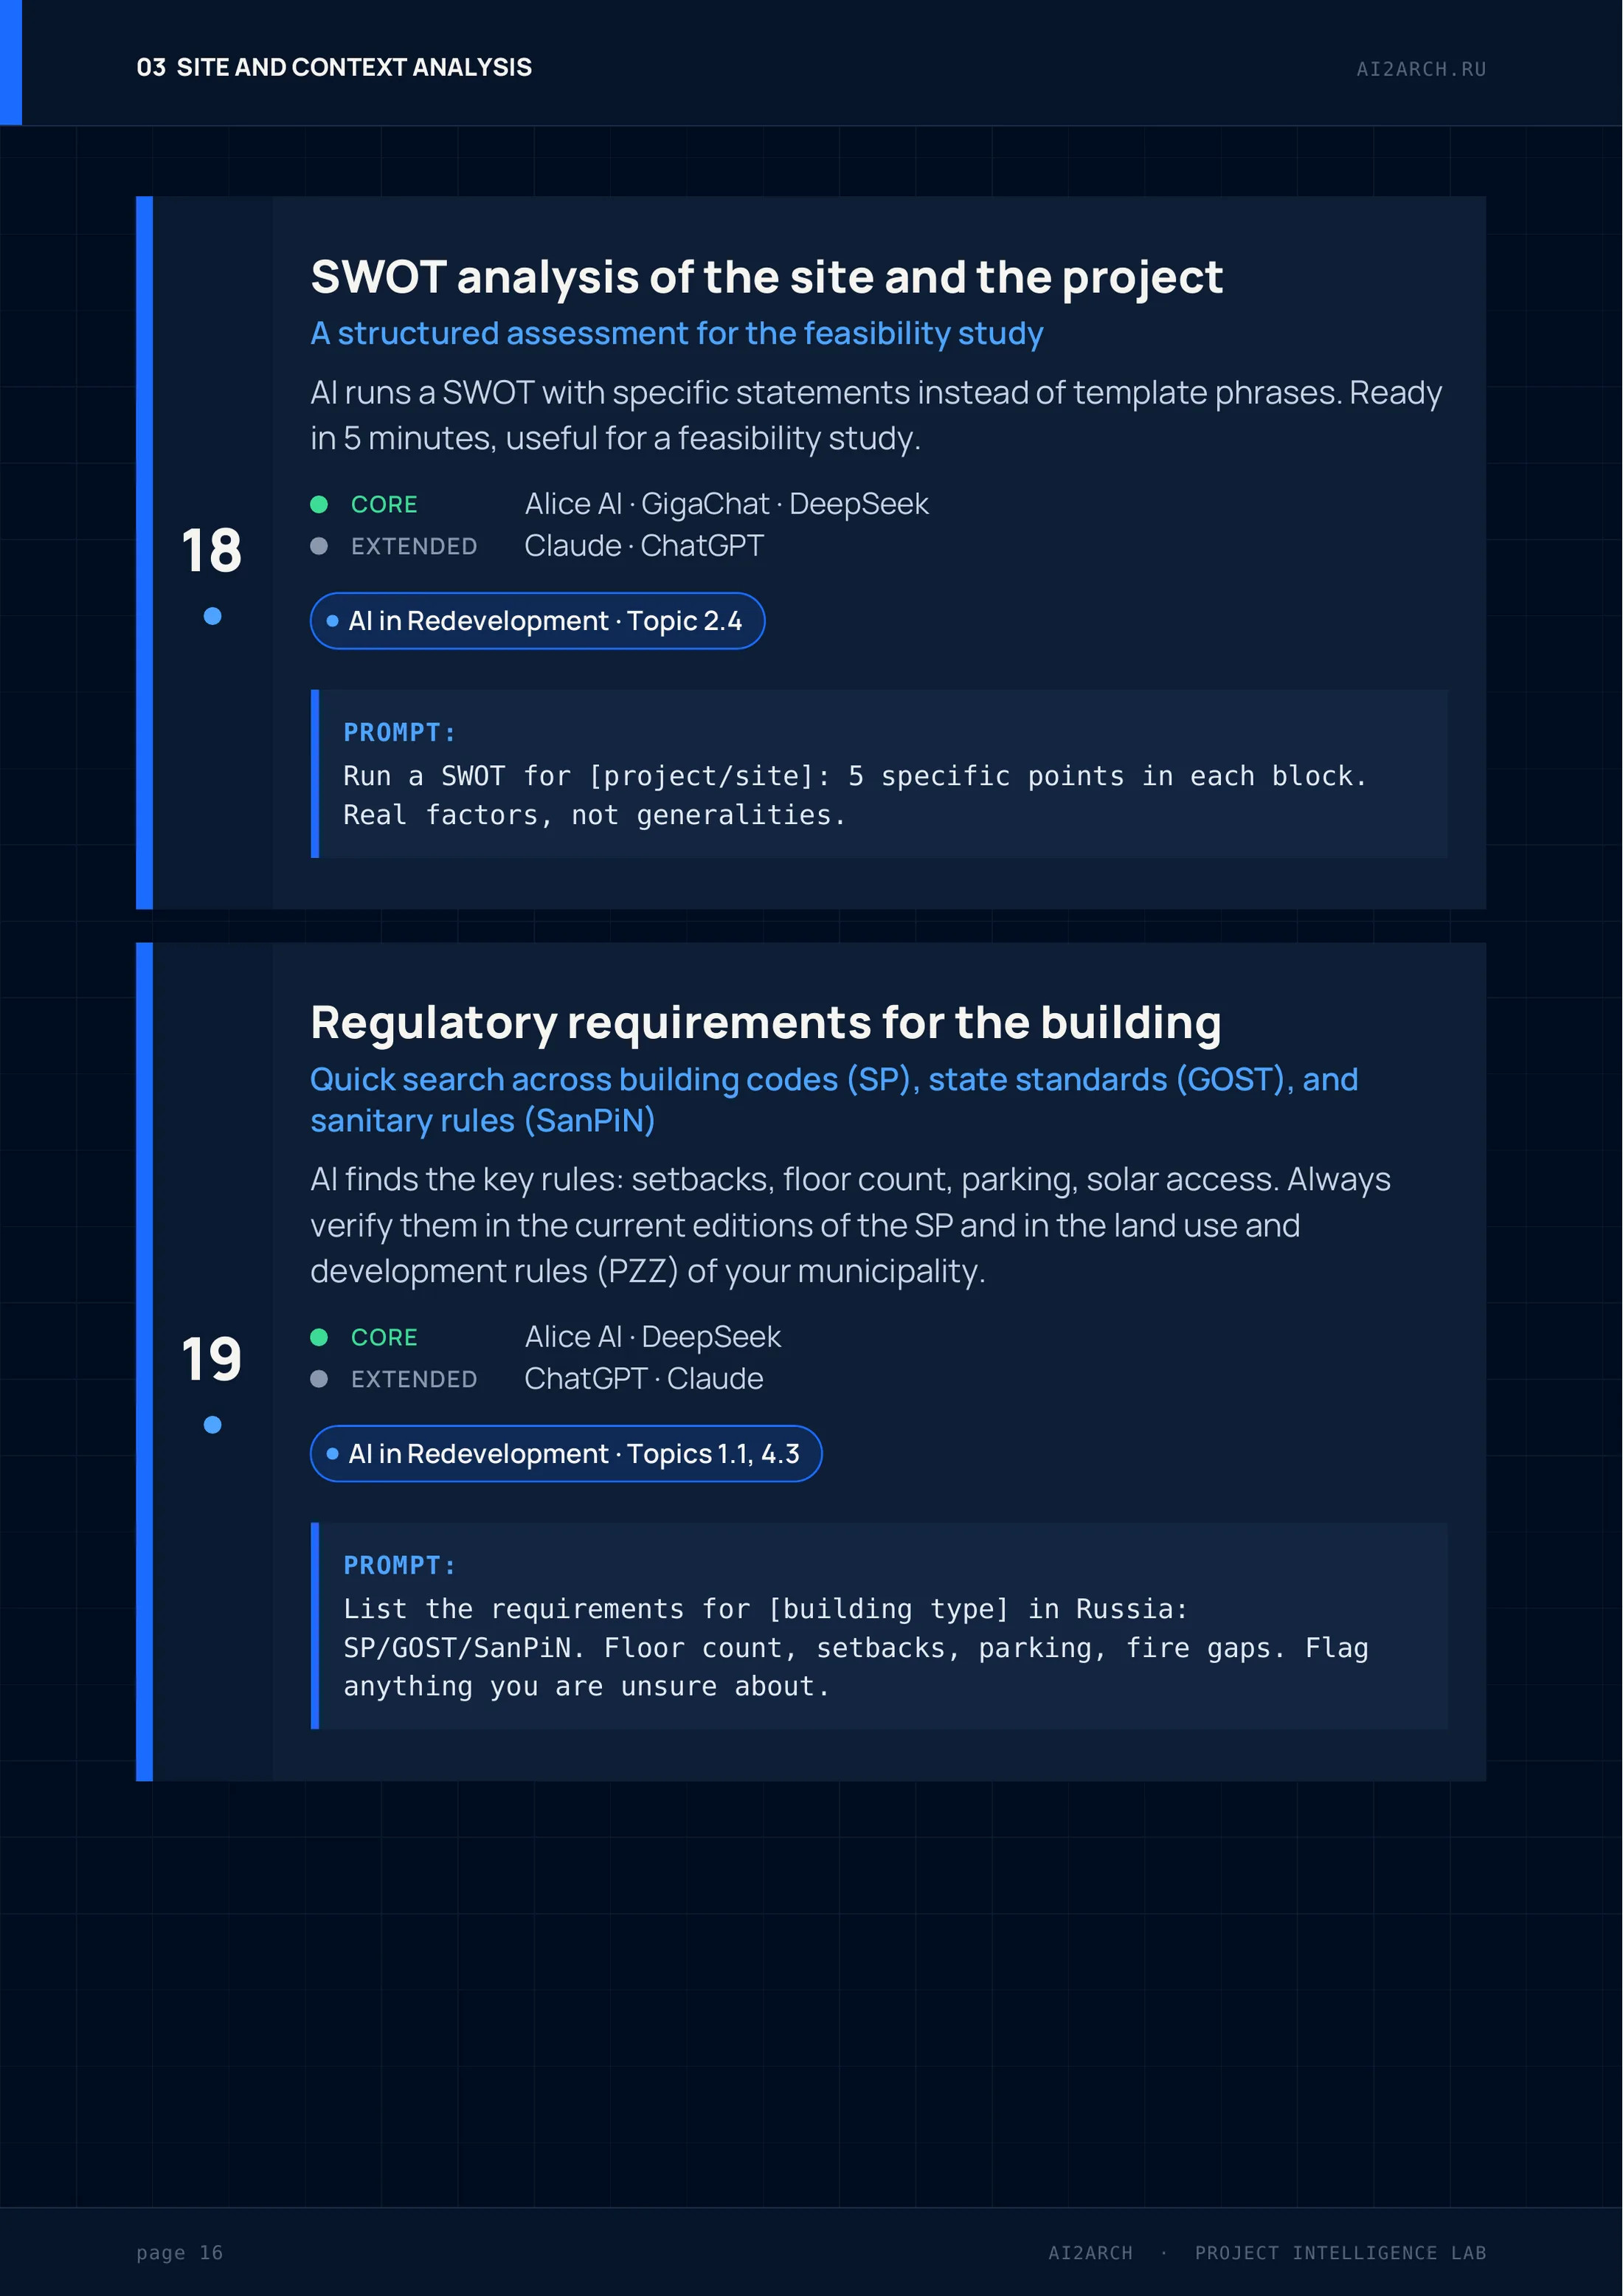 03 SITE AND CONTEXT ANALYSIS
AI2ARCH.RU
18
SWOT analysis of the site and the project
A structured assessment for the feasibility study
AI runs a SWOT with specific statements instead of template phrases. Ready
in 5 minutes, useful for a feasibility study.
CORE Alice AI · GigaChat · DeepSeek
EXTENDED Claude · ChatGPT
AI in Redevelopment · Topic 2.4
PROMPT:
Run a SWOT for [project/site]: 5 specific points in each block.
Real factors, not generalities.
19
Regulatory requirements for the building
Quick search across building codes (SP), state standards (GOST), and
sanitary rules (SanPiN)
AI finds the key rules: setbacks, floor count, parking, solar access. Always
verify them in the current editions of the SP and in the land use and
development rules (PZZ) of your municipality.
CORE Alice AI · DeepSeek
EXTENDED ChatGPT · Claude
AI in Redevelopment · Topics 1.1, 4.3
PROMPT:
List the requirements for [building type] in Russia:
SP/GOST/SanPiN. Floor count, setbacks, parking, fire gaps. Flag
anything you are unsure about.
page 16
AI2ARCH · PROJECT INTELLIGENCE LAB